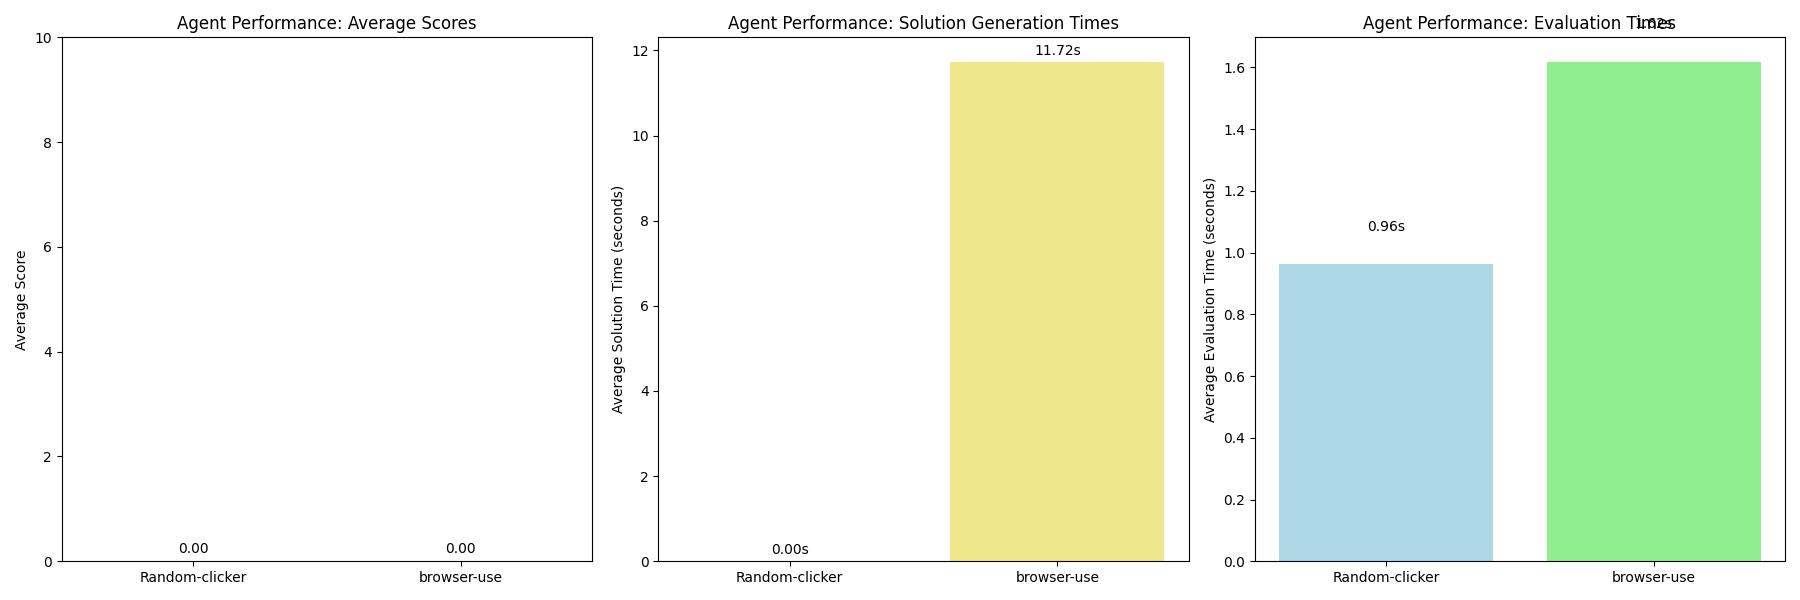 Agent Performance: Average Scores
10
8
6
4
2
0
Average Score
0.00
0.00
Random-clicker
browser-use
Agent Performance: Solution Generation Times
12
10
8
6
4
2
0
Average Solution Time (seconds)
0.00s
11.72s
Random-clicker
browser-use
Agent Performance: Evaluation Times
1.62s
1.6
1.4
1.2
1.0
0.8
0.6
0.4
0.2
0.0
Average Evaluation Time (seconds)
0.96s
Random-clicker
browser-use